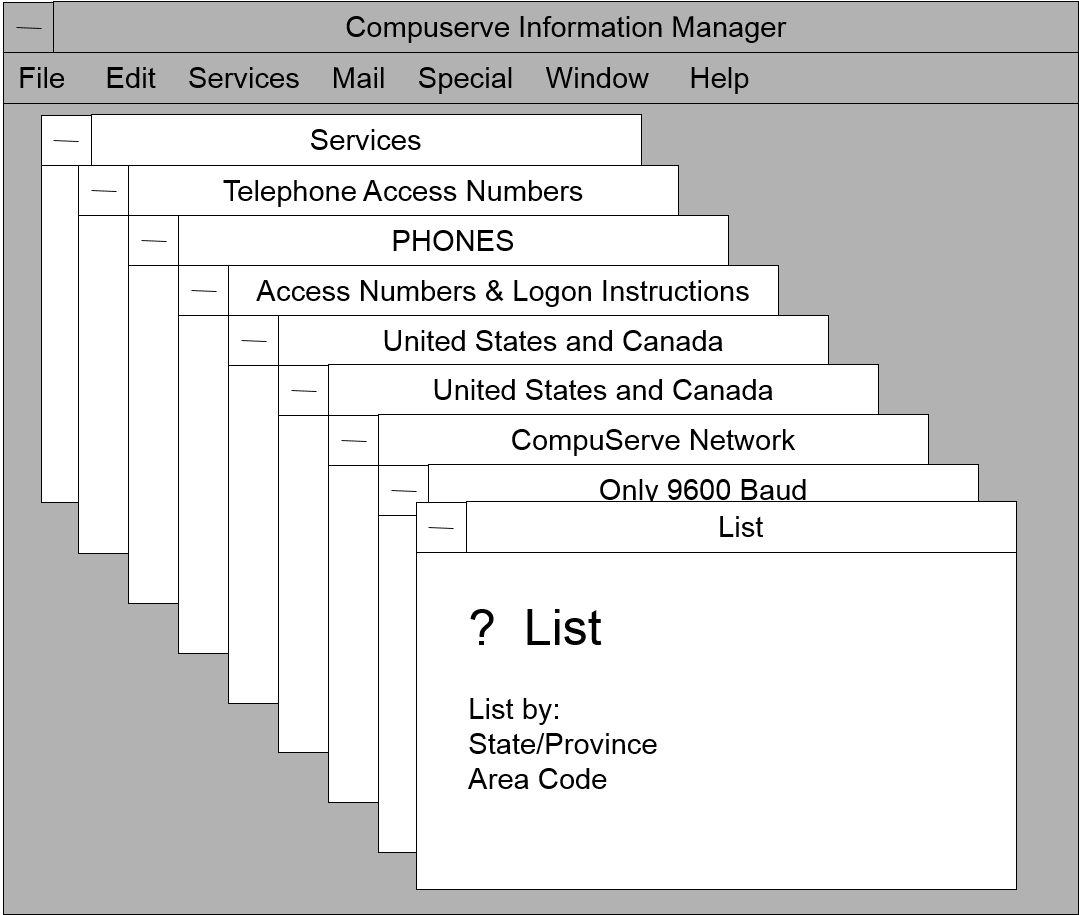 Compuserve Information Manager
File Edit Services Mail Special Window Help
Services
Telephone Access Numbers
PHONES
Access Numbers & Logon Instructions
United States and Canada
United States and Canada
CompuServe Network
Only 9600 Baud
List
? List
List by:
State/Province
Area Code